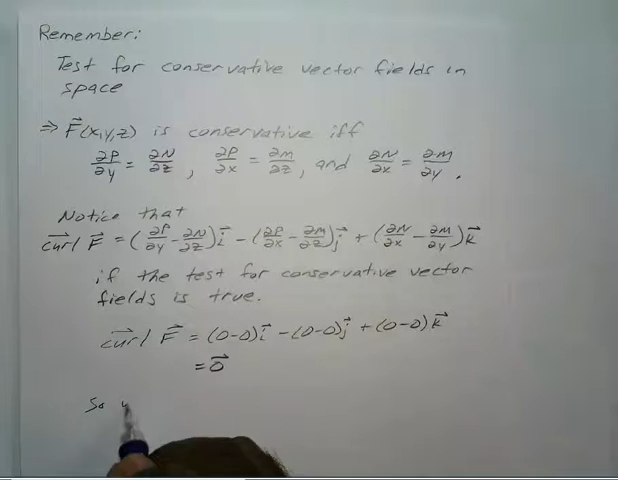 Remember:
Test for conservative vector fields in
space
⇒ F⃗(x,y,z) is conservative iff
∂P/∂y = ∂N/∂z , ∂P/∂x = ∂M/∂z , and ∂N/∂x = ∂M/∂y .
Notice that
curl F⃗ = (∂P/∂y - ∂N/∂z)i⃗ - (∂P/∂x - ∂M/∂z)j⃗ + (∂N/∂x - ∂M/∂y)k⃗
if the test for conservative vector
fields is true.
curl F⃗ = (0-0)i⃗ - (0-0)j⃗ + (0-0)k⃗
= 0⃗
So